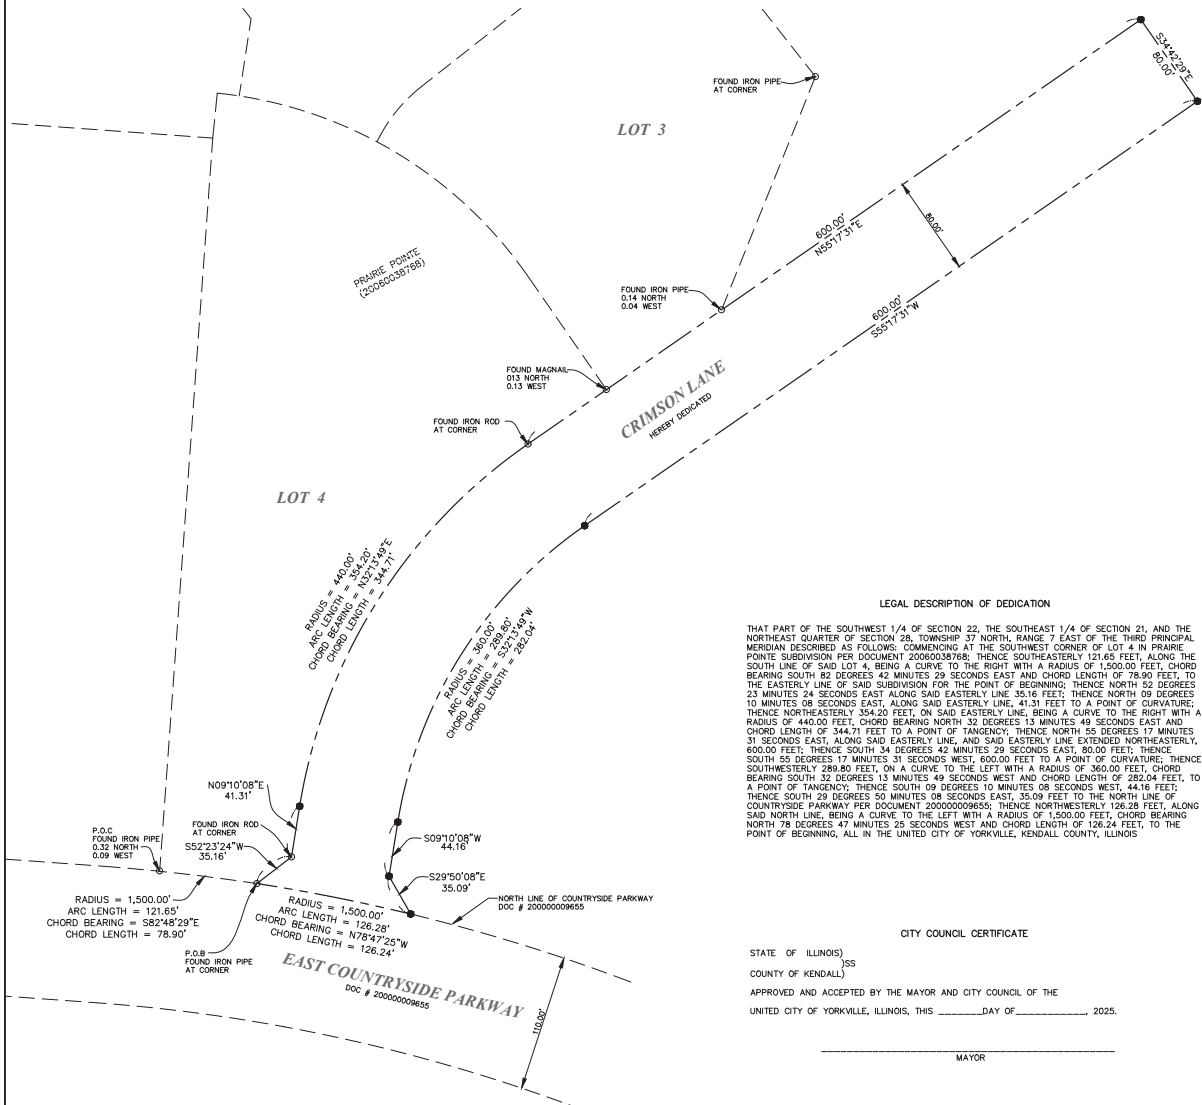 FOUND IRON PIPE
AT CORNER
S34°42'29"E
80.00'
LOT 3
600.00'
N55°17'31"E
80.00'
PRAIRIE POINTE
(20060038768)
FOUND IRON PIPE
0.14 NORTH
0.04 WEST
600.00'
S55°17'31"W
FOUND MAGNAIL
013 NORTH
0.13 WEST
CRIMSON LANE
HEREBY DEDICATED
FOUND IRON ROD
AT CORNER
LOT 4
RADIUS = 440.00'
ARC LENGTH = 354.20'
CHORD BEARING = N32°13'49"E
CHORD LENGTH = 344.71'
RADIUS = 360.00'
ARC LENGTH = 289.80'
CHORD BEARING = S32°13'49"W
CHORD LENGTH = 282.04'
LEGAL DESCRIPTION OF DEDICATION
THAT PART OF THE SOUTHWEST 1/4 OF SECTION 22, THE SOUTHEAST 1/4 OF SECTION 21, AND THE
NORTHEAST QUARTER OF SECTION 28, TOWNSHIP 37 NORTH, RANGE 7 EAST OF THE THIRD PRINCIPAL
MERIDIAN DESCRIBED AS FOLLOWS: COMMENCING AT THE SOUTHWEST CORNER OF LOT 4 IN PRAIRIE
POINTE SUBDIVISION PER DOCUMENT 20060038768; THENCE SOUTHEASTERLY 121.65 FEET, ALONG THE
SOUTH LINE OF SAID LOT 4, BEING A CURVE TO THE RIGHT WITH A RADIUS OF 1,500.00 FEET, CHORD
BEARING SOUTH 82 DEGREES 42 MINUTES 29 SECONDS EAST AND CHORD LENGTH OF 78.90 FEET, TO
THE EASTERLY LINE OF SAID SUBDIVISION FOR THE POINT OF BEGINNING; THENCE NORTH 52 DEGREES
23 MINUTES 24 SECONDS EAST ALONG SAID EASTERLY LINE 35.16 FEET; THENCE NORTH 09 DEGREES
10 MINUTES 08 SECONDS EAST, ALONG SAID EASTERLY LINE, 41.31 FEET TO A POINT OF CURVATURE;
THENCE NORTHEASTERLY 354.20 FEET, ON SAID EASTERLY LINE, BEING A CURVE TO THE RIGHT WITH A
RADIUS OF 440.00 FEET, CHORD BEARING NORTH 32 DEGREES 13 MINUTES 49 SECONDS EAST AND
CHORD LENGTH OF 344.71 FEET TO A POINT OF TANGENCY; THENCE NORTH 55 DEGREES 17 MINUTES
31 SECONDS EAST, ALONG SAID EASTERLY LINE, AND SAID EASTERLY LINE EXTENDED NORTHEASTERLY,
600.00 FEET; THENCE SOUTH 34 DEGREES 42 MINUTES 29 SECONDS EAST, 80.00 FEET; THENCE
SOUTH 55 DEGREES 17 MINUTES 31 SECONDS WEST, 600.00 FEET TO A POINT OF CURVATURE; THENCE
SOUTHWESTERLY 289.80 FEET, ON A CURVE TO THE LEFT WITH A RADIUS OF 360.00 FEET, CHORD
BEARING SOUTH 32 DEGREES 13 MINUTES 49 SECONDS WEST AND CHORD LENGTH OF 282.04 FEET, TO
A POINT OF TANGENCY; THENCE SOUTH 09 DEGREES 10 MINUTES 08 SECONDS WEST, 44.16 FEET;
THENCE SOUTH 29 DEGREES 50 MINUTES 08 SECONDS EAST, 35.09 FEET TO THE NORTH LINE OF
COUNTRYSIDE PARKWAY PER DOCUMENT 200000009655; THENCE NORTHWESTERLY 126.28 FEET, ALONG
SAID NORTH LINE, BEING A CURVE TO THE LEFT WITH A RADIUS OF 1,500.00 FEET, CHORD BEARING
NORTH 78 DEGREES 47 MINUTES 25 SECONDS WEST AND CHORD LENGTH OF 126.24 FEET, TO THE
POINT OF BEGINNING, ALL IN THE UNITED CITY OF YORKVILLE, KENDALL COUNTY, ILLINOIS
N09°10'08"E
41.31'
P.O.C
FOUND IRON PIPE
0.32 NORTH
0.09 WEST
FOUND IRON ROD
AT CORNER
S52°23'24"W
35.16'
S09°10'08"W
44.16'
S29°50'08"E
35.09'
NORTH LINE OF COUNTRYSIDE PARKWAY
DOC # 200000009655
RADIUS = 1,500.00'
ARC LENGTH = 121.65'
CHORD BEARING = S82°48'29"E
CHORD LENGTH = 78.90'
RADIUS = 1,500.00'
ARC LENGTH = 126.28'
CHORD BEARING = N78°47'25"W
CHORD LENGTH = 126.24'
P.O.B
FOUND IRON PIPE
AT CORNER
EAST COUNTRYSIDE PARKWAY
DOC # 200000009655
110.00'
CITY COUNCIL CERTIFICATE
STATE OF ILLINOIS)
)SS
COUNTY OF KENDALL)
APPROVED AND ACCEPTED BY THE MAYOR AND CITY COUNCIL OF THE
UNITED CITY OF YORKVILLE, ILLINOIS, THIS _______DAY OF___________, 2025.
MAYOR